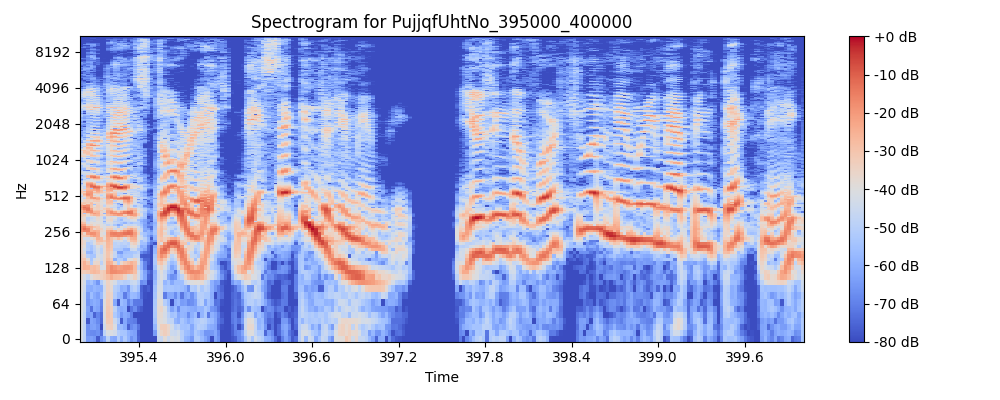 Spectrogram for PujjqfUhtNo_395000_400000
8192
4096
2048
1024
512
256
128
64
0
Hz
395.4 396.0 396.6 397.2 397.8 398.4 399.0 399.6
Time
+0 dB
-10 dB
-20 dB
-30 dB
-40 dB
-50 dB
-60 dB
-70 dB
-80 dB